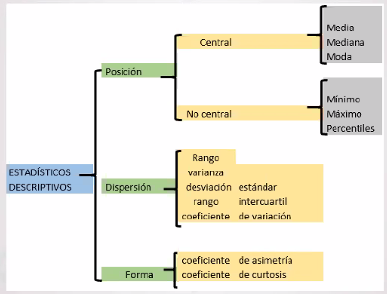 ESTADÍSTICOS
DESCRIPTIVOS
Posición
Central
Media
Mediana
Moda
No central
Mínimo
Máximo
Percentiles
Dispersión
Rango
varianza
desviación estándar
rango intercuartil
coeficiente de variación
Forma
coeficiente de asimetría
coeficiente de curtosis